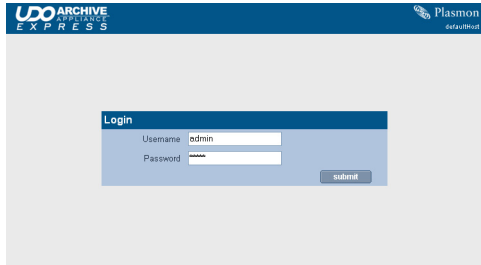 UDO ARCHIVE
APPLIANCE
EXPRESS
Plasmon
defaultHost
Login
Username admin
Password *****
submit